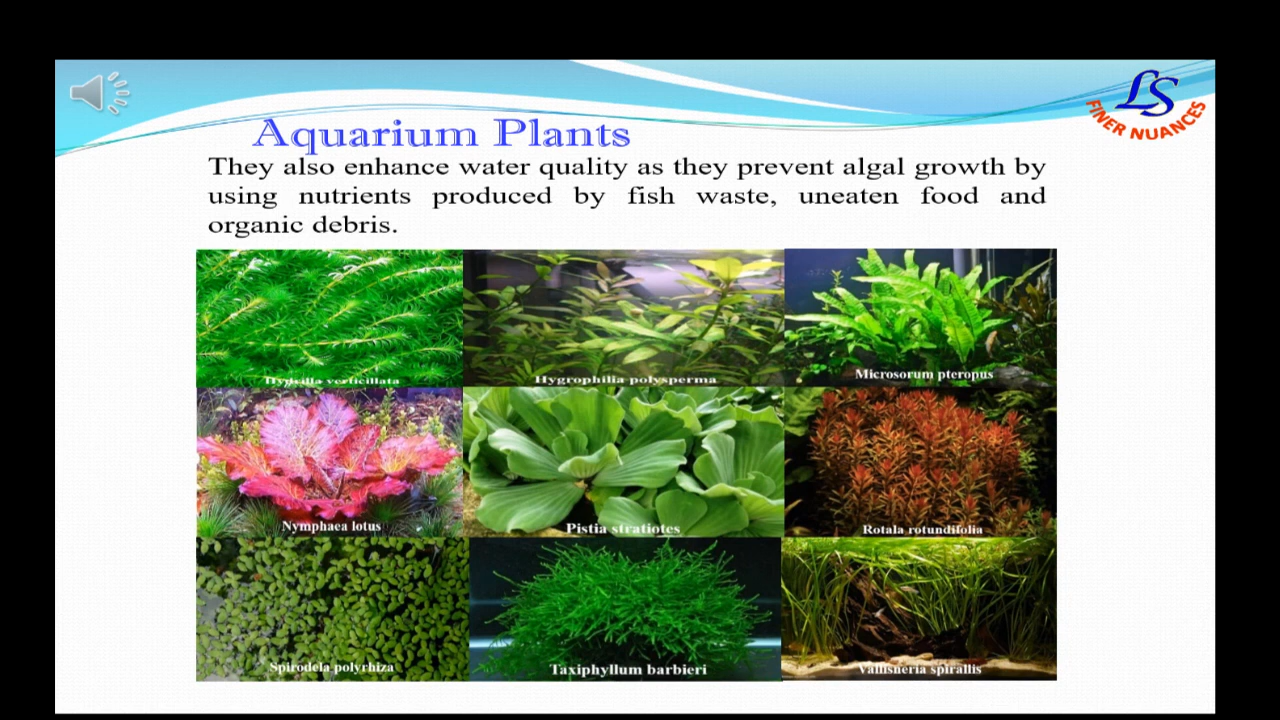 LS
FINER NUANCES
Aquarium Plants
They also enhance water quality as they prevent algal growth by
using nutrients produced by fish waste, uneaten food and
organic debris.
Hydrilla verticillata
Hygrophilia polysperma
Microsorum pteropus
Nymphaea lotus
Pistia stratiotes
Rotala rotundifolia
Spirodela polyrhiza
Taxiphyllum barbieri
Vallisneria spirallis